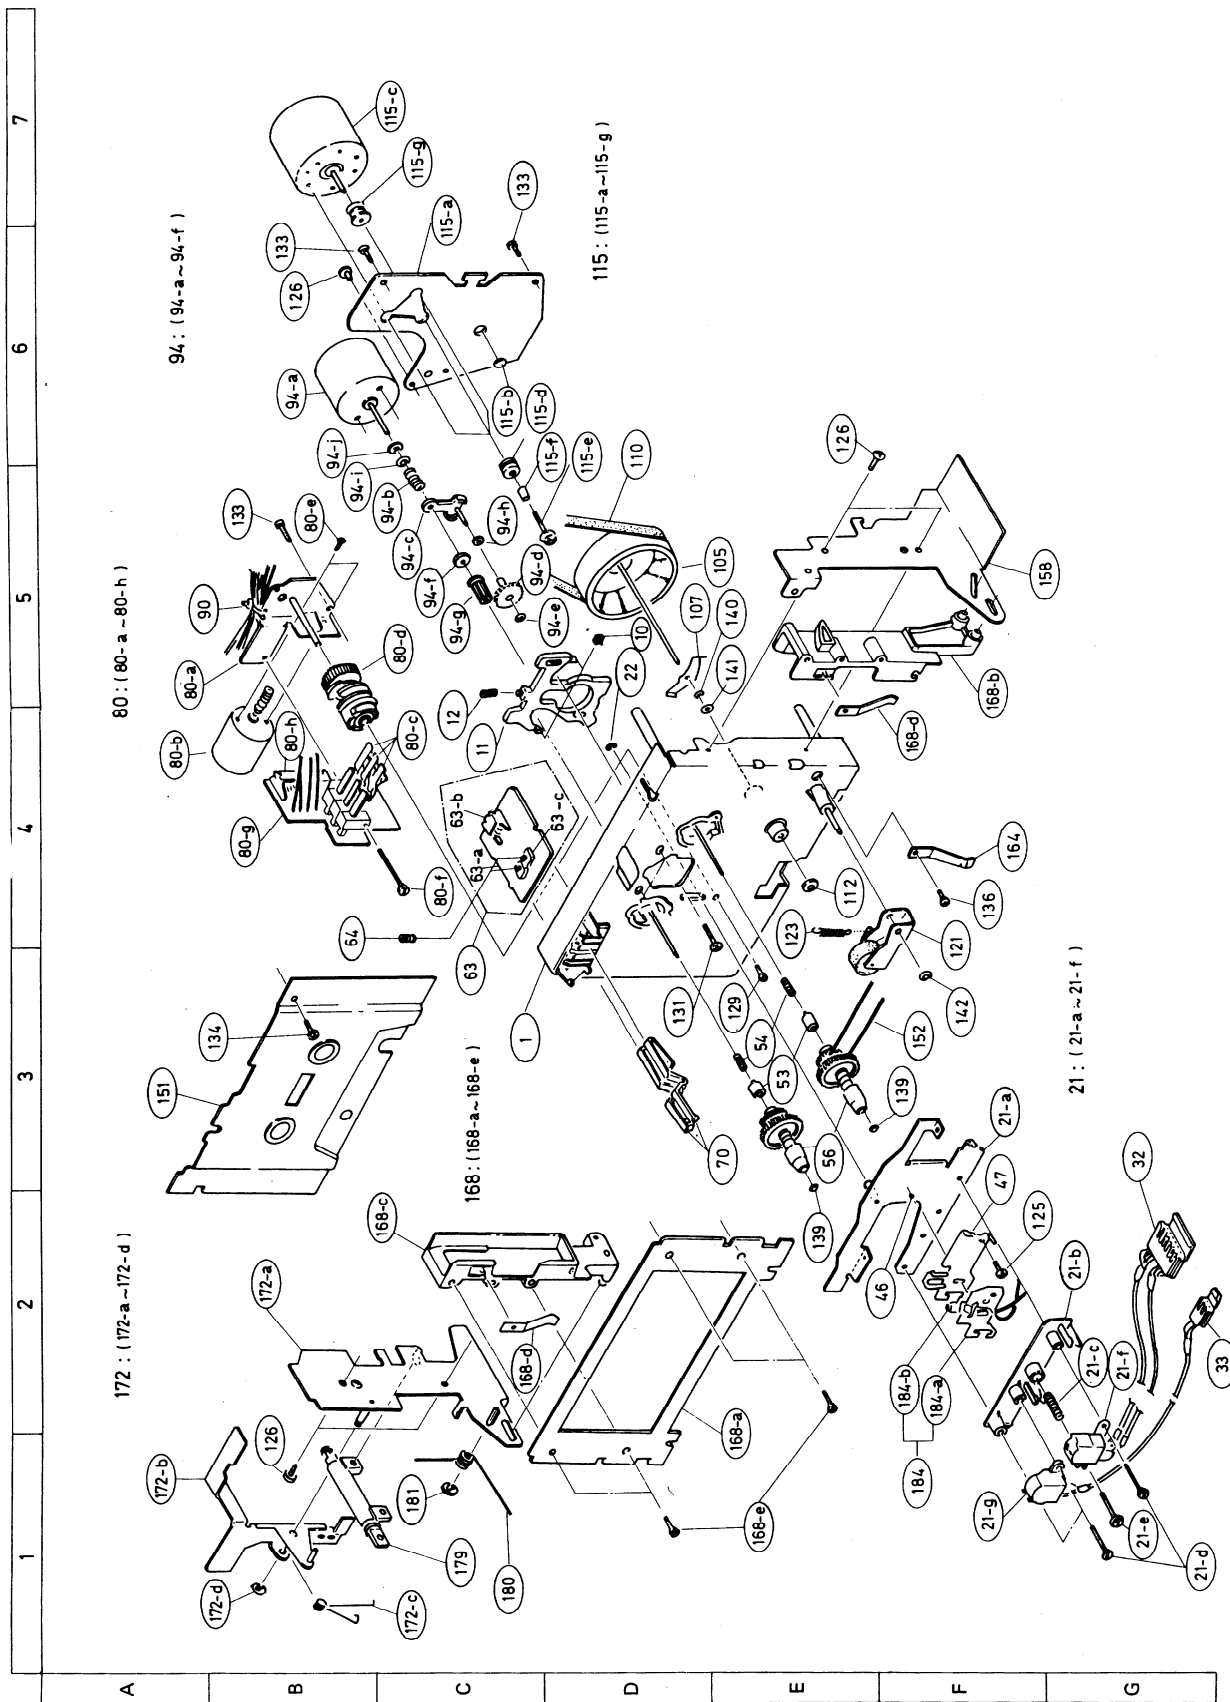 1 2 3 4 5 6 7
A
B
C
D
E
F
G
172 : (172-a~172-d)
80:(80-a~80-h)
94: (94-a~94-f)
168:(168-a~168-e)
115: (115-a~115-g)
21: (21-a~21-f)
172-b
172-d
172-c
126
172-a
179
181
180
168-d
168-c
168-a
168-e
151
134
80-b
80-a
90
80-h
80-g
80-c
80-d
80-f
133
80-e
64
63
63-a
63-b
63-c
1
12
11
10
22
94-a
94-j
94-i
94-b
94-c
94-f
94-g
94-h
94-d
94-e
126
133
115-c
115-g
115-a
133
115-b
115-d
115-f
115-e
110
105
107
140
141
131
129
54
53
56
70
139
139
152
112
123
121
142
136
164
126
158
168-b
168-d
46
47
125
21-a
21-b
21-c
21-f
184-b
184-a
184
21-g
21-e
21-d
32
33